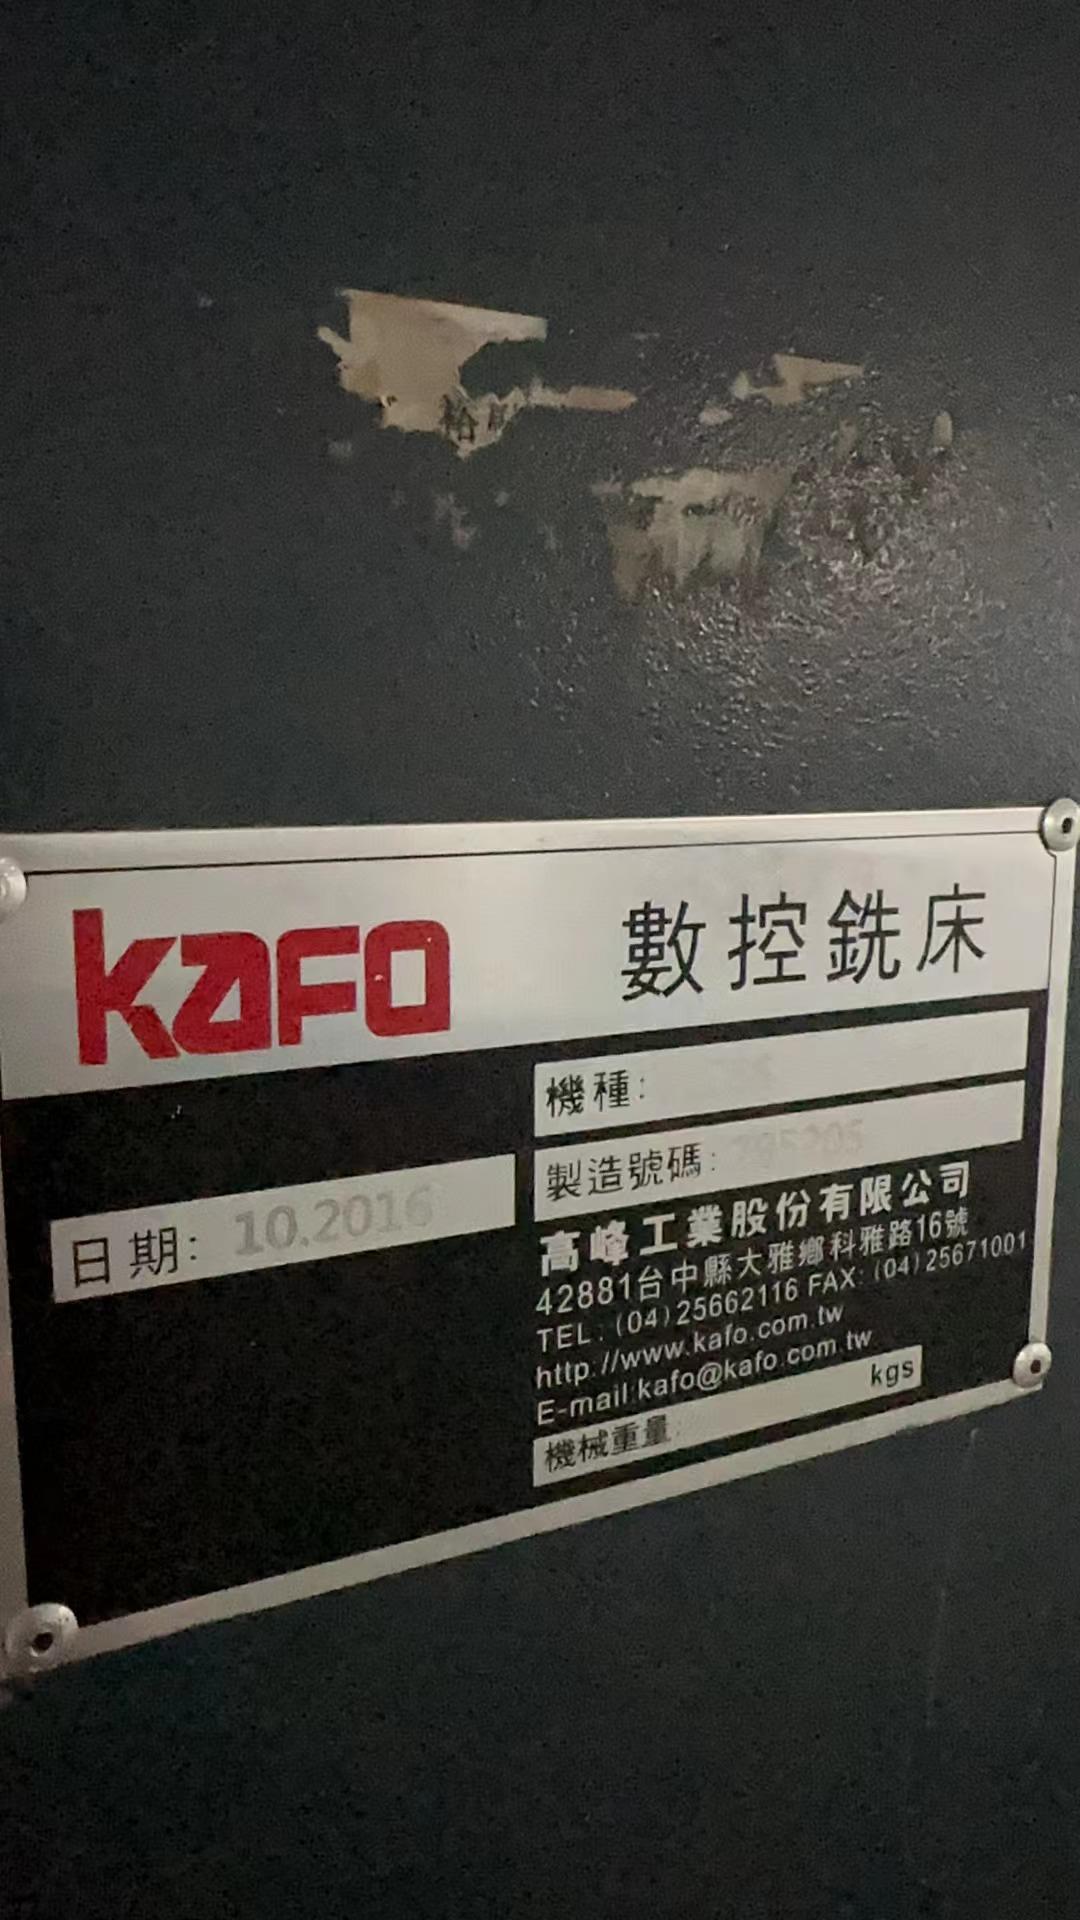 KAFO
數控銑床
機種:
製造號碼:
日期: 10.2016
高峰工業股份有限公司
42881台中縣大雅鄉科雅路16號
TEL:(04)25662116 FAX:(04)25671001
http://www.kafo.com.tw
E-mail:kafo@kafo.com.tw
機械重量: kgs